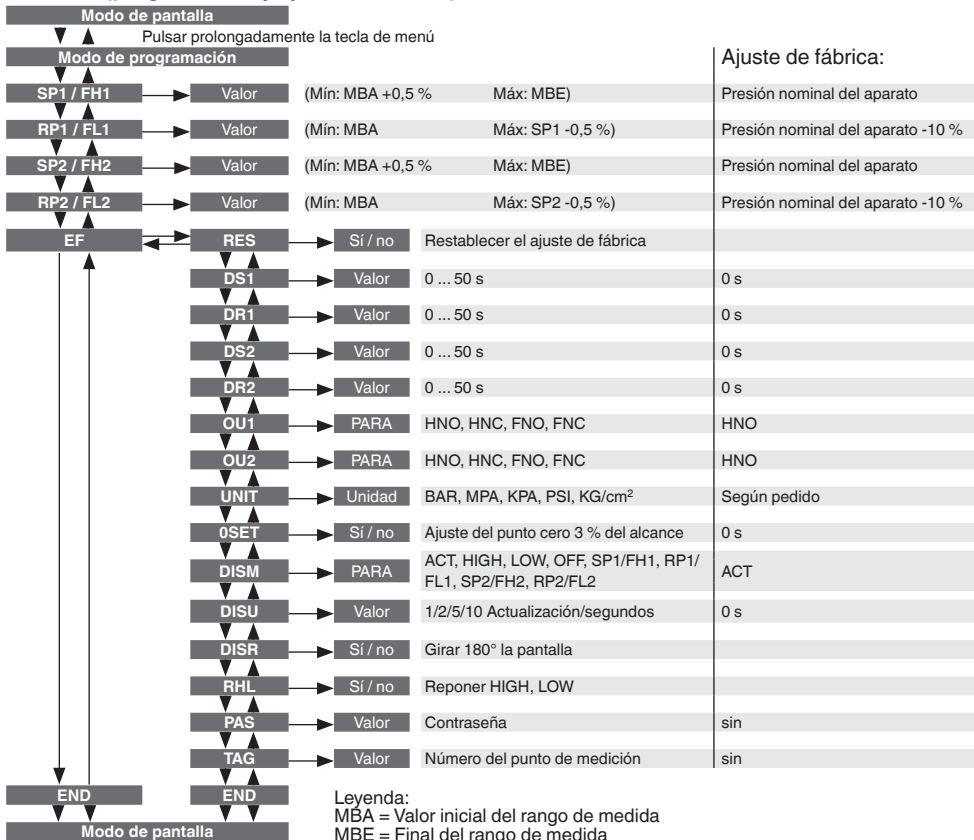 Modo de pantalla
Pulsar prolongadamente la tecla de menú
Modo de programación
Ajuste de fábrica:
SP1 / FH1 Valor (Mín: MBA +0,5 % Máx: MBE) Presión nominal del aparato
RP1 / FL1 Valor (Mín: MBA Máx: SP1 -0,5 %) Presión nominal del aparato -10 %
SP2 / FH2 Valor (Mín: MBA +0,5 % Máx: MBE) Presión nominal del aparato
RP2 / FL2 Valor (Mín: MBA Máx: SP2 -0,5 %) Presión nominal del aparato -10 %
EF RES Sí / no Restablecer el ajuste de fábrica
DS1 Valor 0 ... 50 s 0 s
DR1 Valor 0 ... 50 s 0 s
DS2 Valor 0 ... 50 s 0 s
DR2 Valor 0 ... 50 s 0 s
OU1 PARA HNO, HNC, FNO, FNC HNO
OU2 PARA HNO, HNC, FNO, FNC HNO
UNIT Unidad BAR, MPA, KPA, PSI, KG/cm² Según pedido
0SET Sí / no Ajuste del punto cero 3 % del alcance 0 s
DISM PARA ACT, HIGH, LOW, OFF, SP1/FH1, RP1/
FL1, SP2/FH2, RP2/FL2 ACT
DISU Valor 1/2/5/10 Actualización/segundos 0 s
DISR Sí / no Girar 180° la pantalla
RHL Sí / no Reponer HIGH, LOW
PAS Valor Contraseña sin
TAG Valor Número del punto de medición sin
END END Leyenda:
MBA = Valor inicial del rango de medida
Modo de pantalla MBE = Final del rango de medida